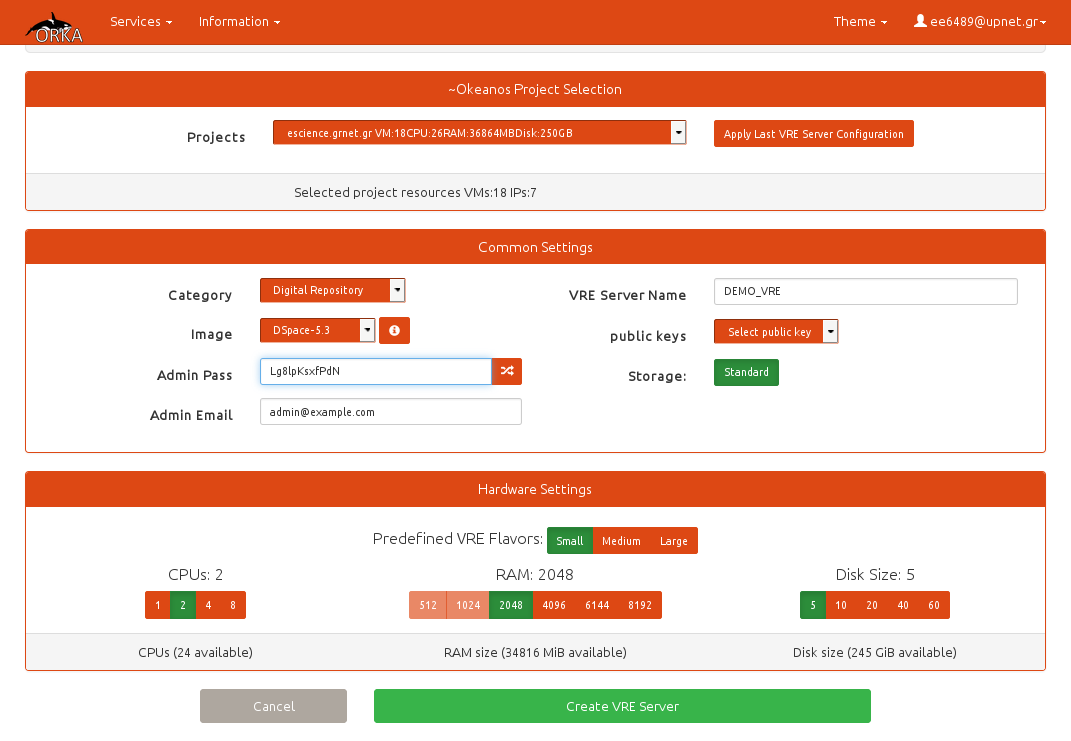 ORKA Services Information Theme ee6489@upnet.gr
~Okeanos Project Selection
Projects escience.grnet.gr VM:18CPU:26RAM:36864MBDisk:250GB Apply Last VRE Server Configuration
Selected project resources VMs:18 IPs:7
Common Settings
Category Digital Repository VRE Server Name DEMO_VRE
Image DSpace-5.3 public keys Select public key
Admin Pass Lg8lpKsxfPdN Storage: Standard
Admin Email admin@example.com
Hardware Settings
Predefined VRE Flavors: Small Medium Large
CPUs: 2 RAM: 2048 Disk Size: 5
1 2 4 8 512 1024 2048 4096 6144 8192 5 10 20 40 60
CPUs (24 available) RAM size (34816 MiB available) Disk size (245 GiB available)
Cancel Create VRE Server